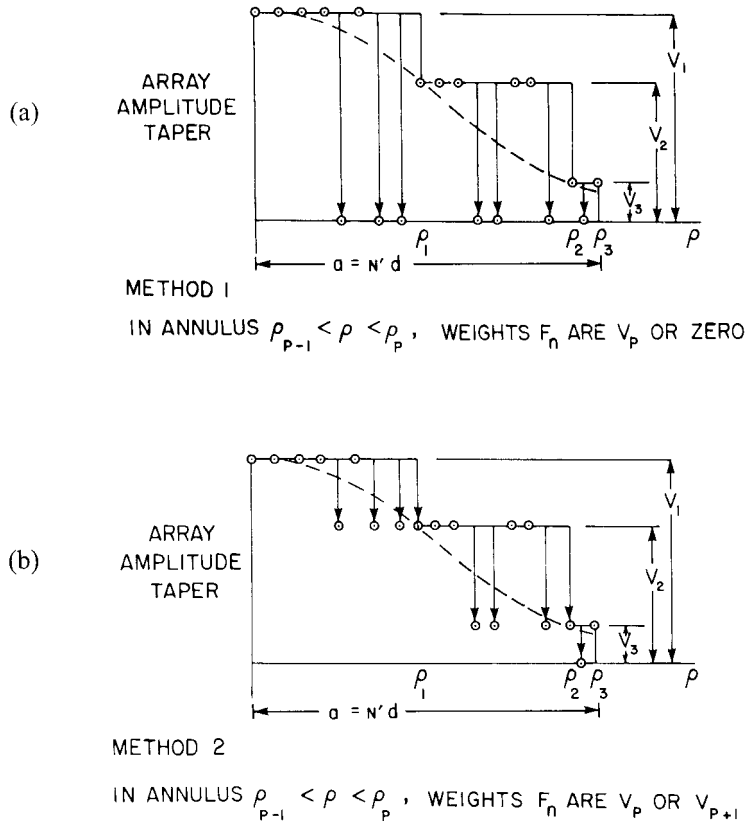 (a)
ARRAY
AMPLITUDE
TAPER
V₁
V₂
V₃
ρ₁
ρ₂
ρ₃
ρ
a = N'd
METHOD 1
IN ANNULUS ρₚ₋₁ < ρ < ρₚ, WEIGHTS Fₙ ARE Vₚ OR ZERO
(b)
ARRAY
AMPLITUDE
TAPER
V₁
V₂
V₃
ρ₁
ρ₂
ρ₃
ρ
a = N'd
METHOD 2
IN ANNULUS ρₚ₋₁ < ρ < ρₚ, WEIGHTS Fₙ ARE Vₚ OR Vₚ₊₁